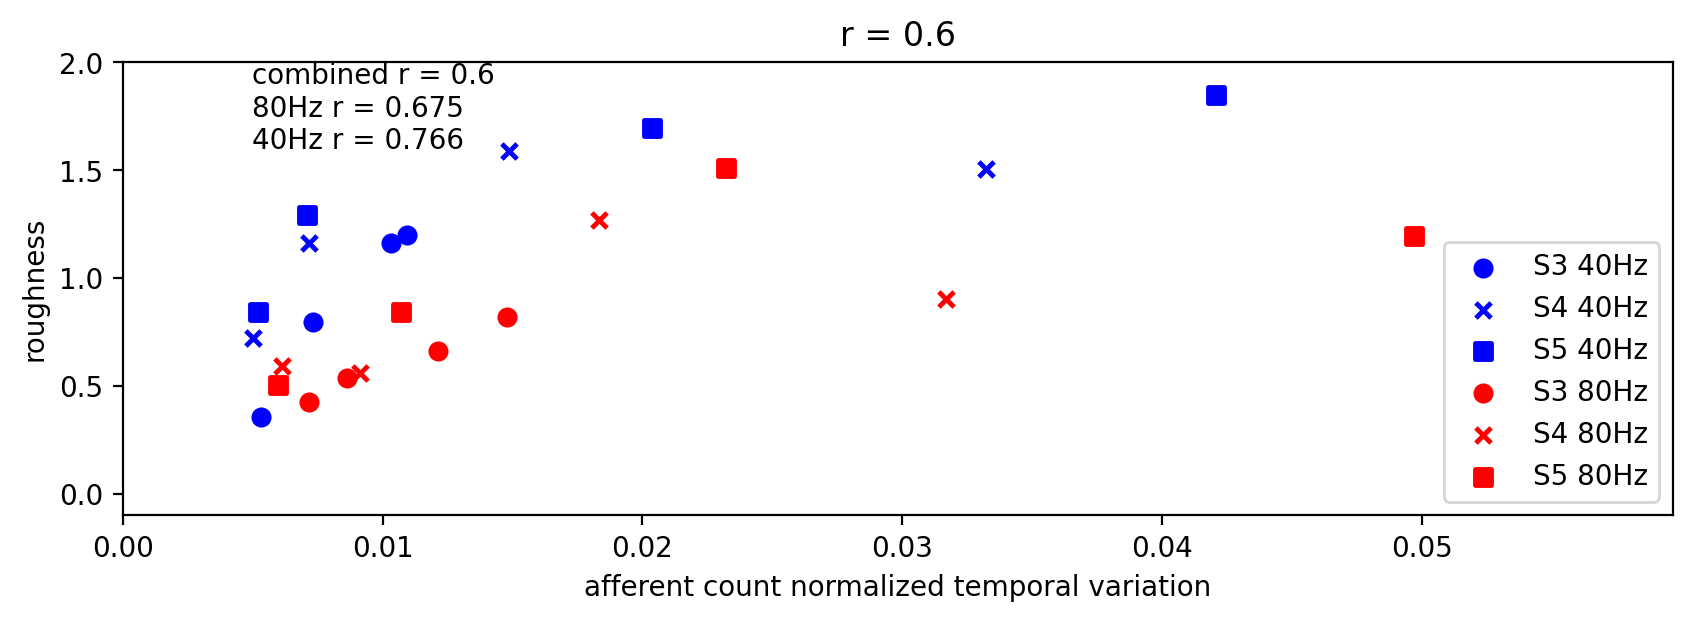 r = 0.6
combined r = 0.6
80Hz r = 0.675
40Hz r = 0.766
roughness
2.0
1.5
1.0
0.5
0.0
S3 40Hz
S4 40Hz
S5 40Hz
S3 80Hz
S4 80Hz
S5 80Hz
0.00 0.01 0.02 0.03 0.04 0.05
afferent count normalized temporal variation